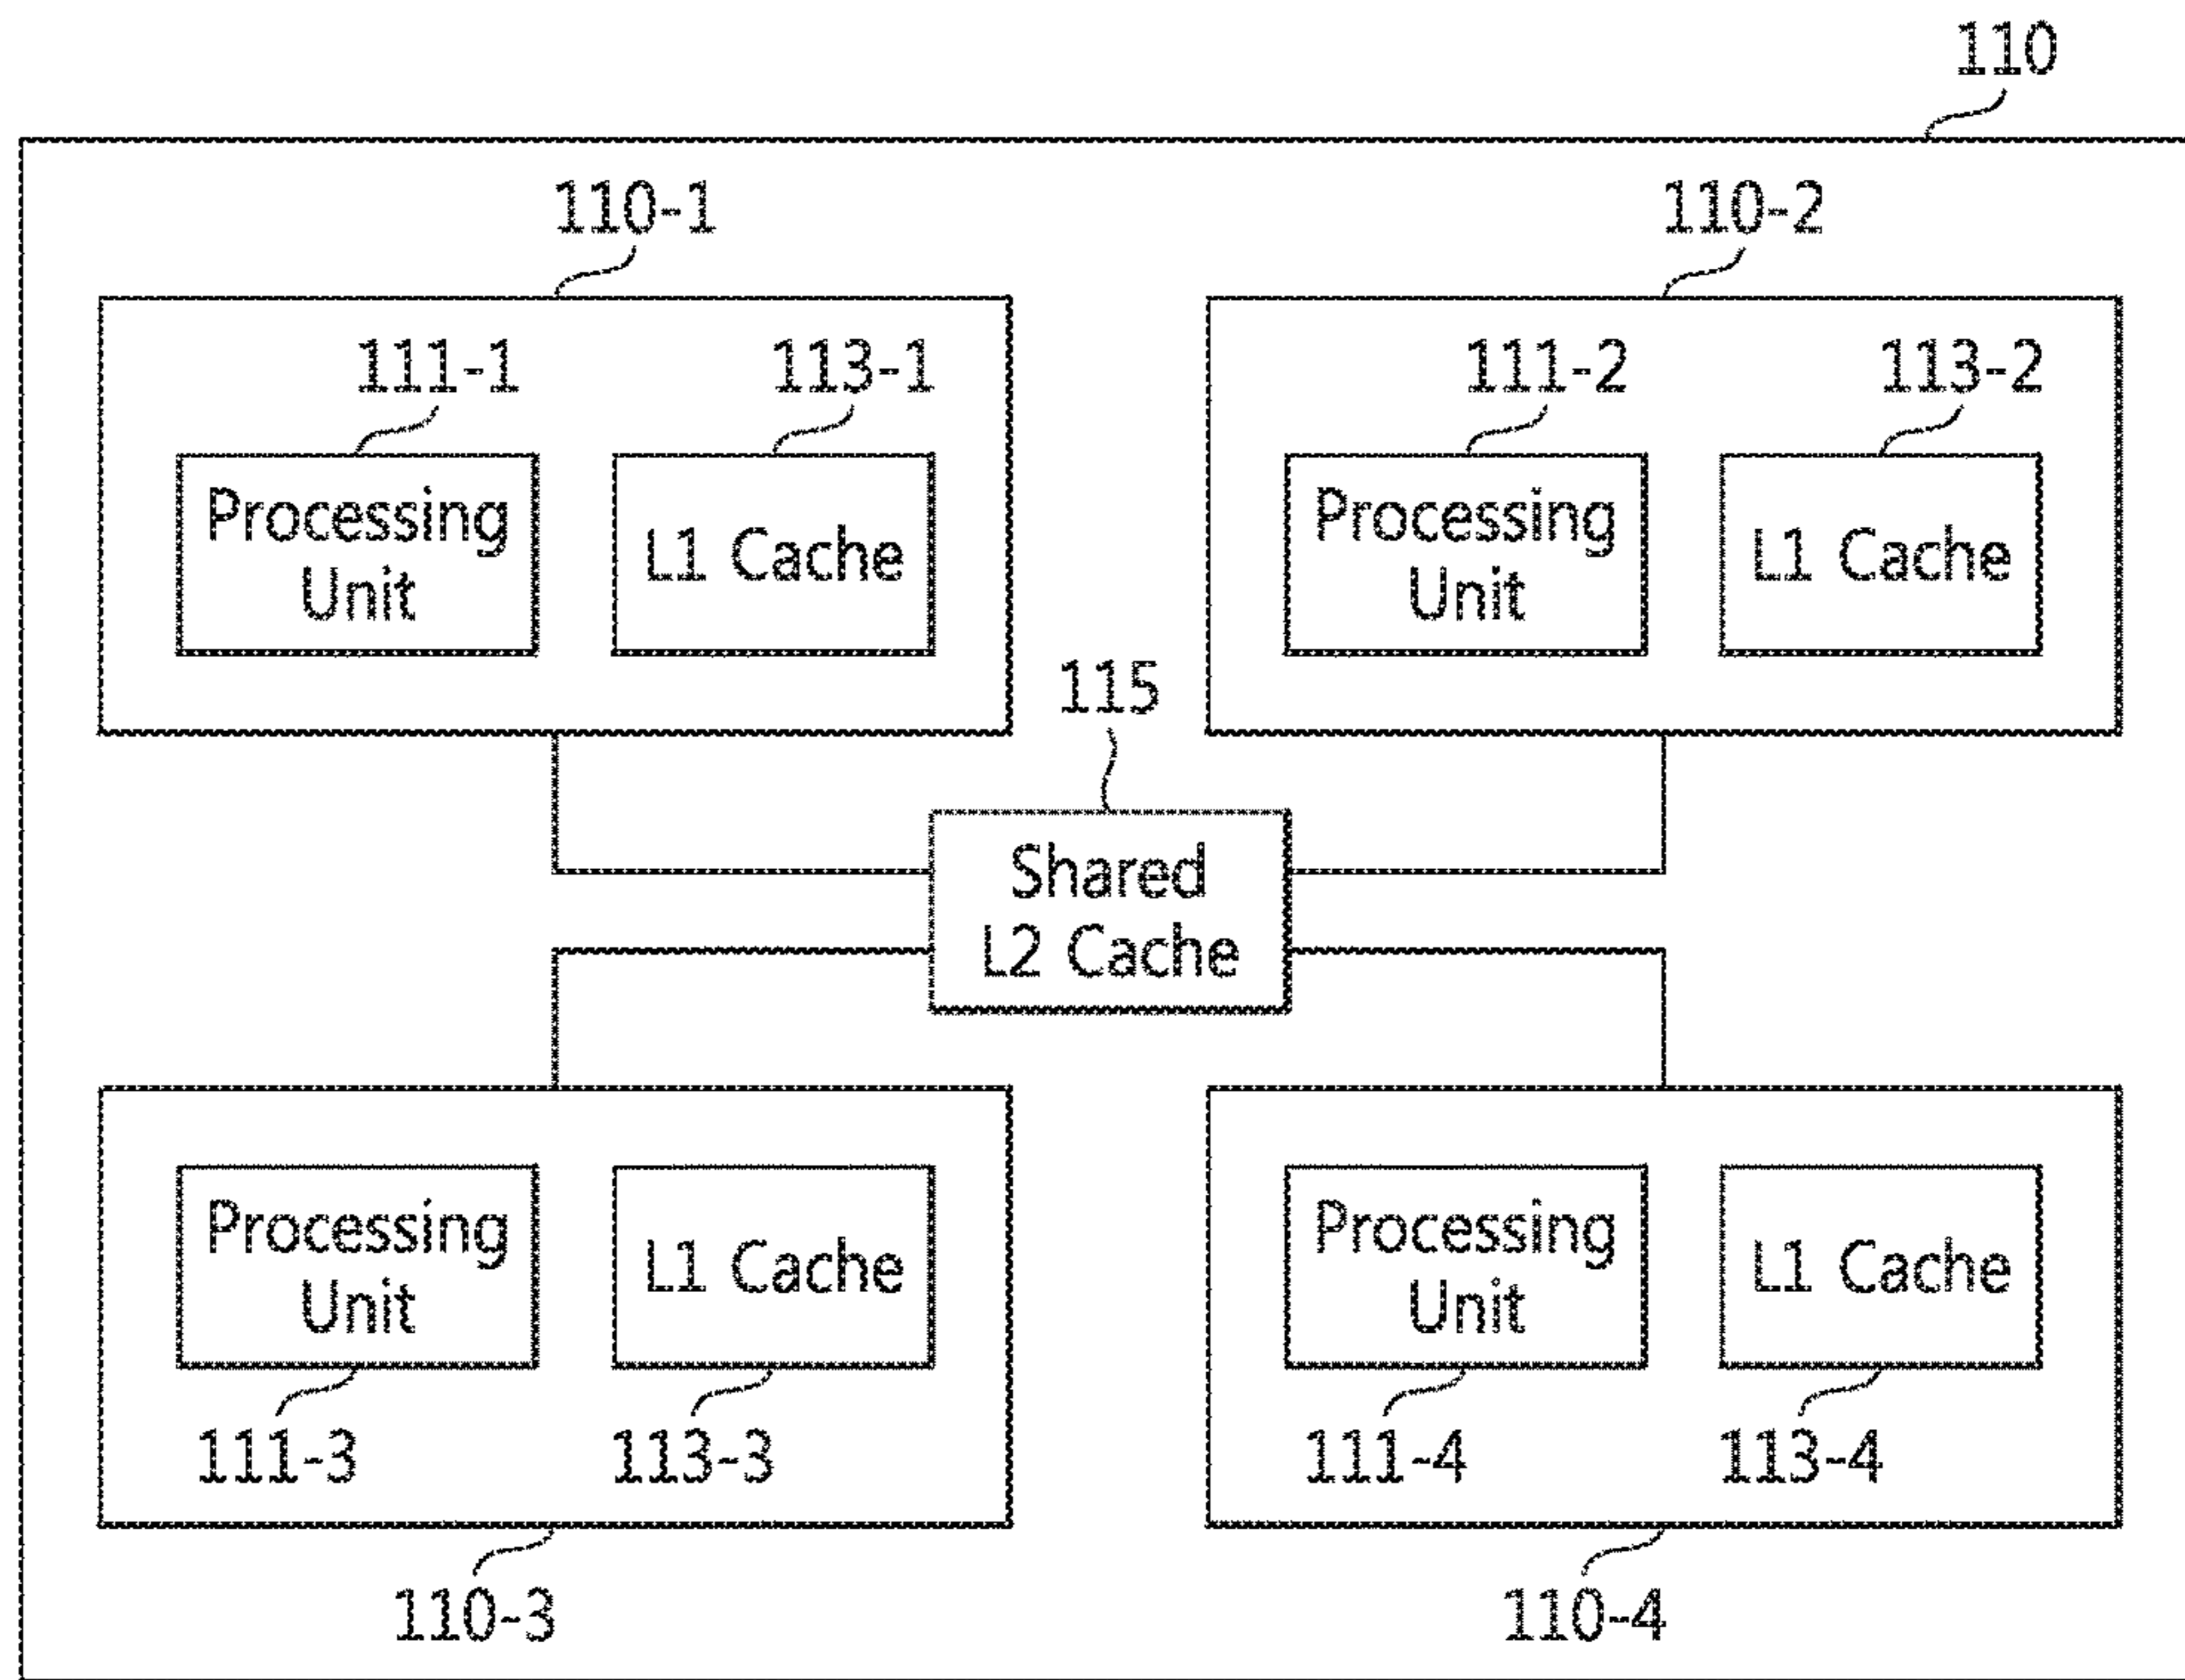 110
110-1
110-2
111-1
113-1
111-2
113-2
Processing
Unit
L1 Cache
Processing
Unit
L1 Cache
115
Shared
L2 Cache
Processing
Unit
L1 Cache
Processing
Unit
L1 Cache
111-3
113-3
111-4
113-4
110-3
110-4